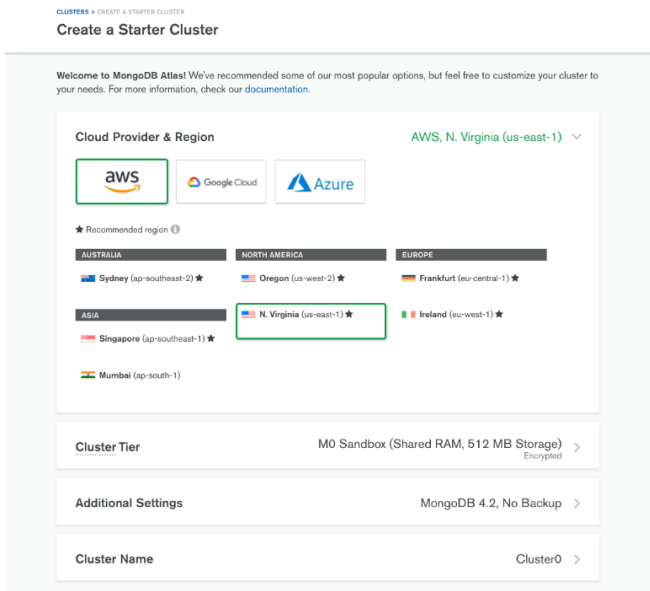 CLUSTERS > CREATE A STARTER CLUSTER
Create a Starter Cluster
Welcome to MongoDB Atlas! We've recommended some of our most popular options, but feel free to customize your cluster to
your needs. For more information, check our documentation.
Cloud Provider & Region
AWS, N. Virginia (us-east-1)
aws
Google Cloud
Azure
★ Recommended region
AUSTRALIA
Sydney (ap-southeast-2) ★
NORTH AMERICA
Oregon (us-west-2) ★
N. Virginia (us-east-1) ★
EUROPE
Frankfurt (eu-central-1) ★
Ireland (eu-west-1) ★
ASIA
Singapore (ap-southeast-1) ★
Mumbai (ap-south-1)
Cluster Tier
M0 Sandbox (Shared RAM, 512 MB Storage)
Encrypted
Additional Settings
MongoDB 4.2, No Backup
Cluster Name
Cluster0